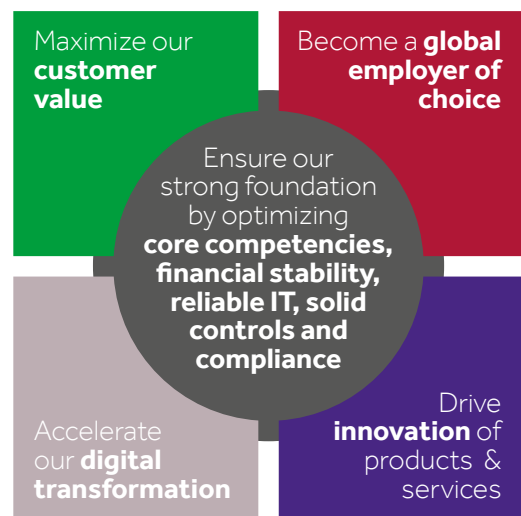 Maximize our
customer
value
Become a global
employer of
choice
Ensure our
strong foundation
by optimizing
core competencies,
financial stability,
reliable IT, solid
controls and
compliance
Accelerate
our digital
transformation
Drive
innovation of
products &
services